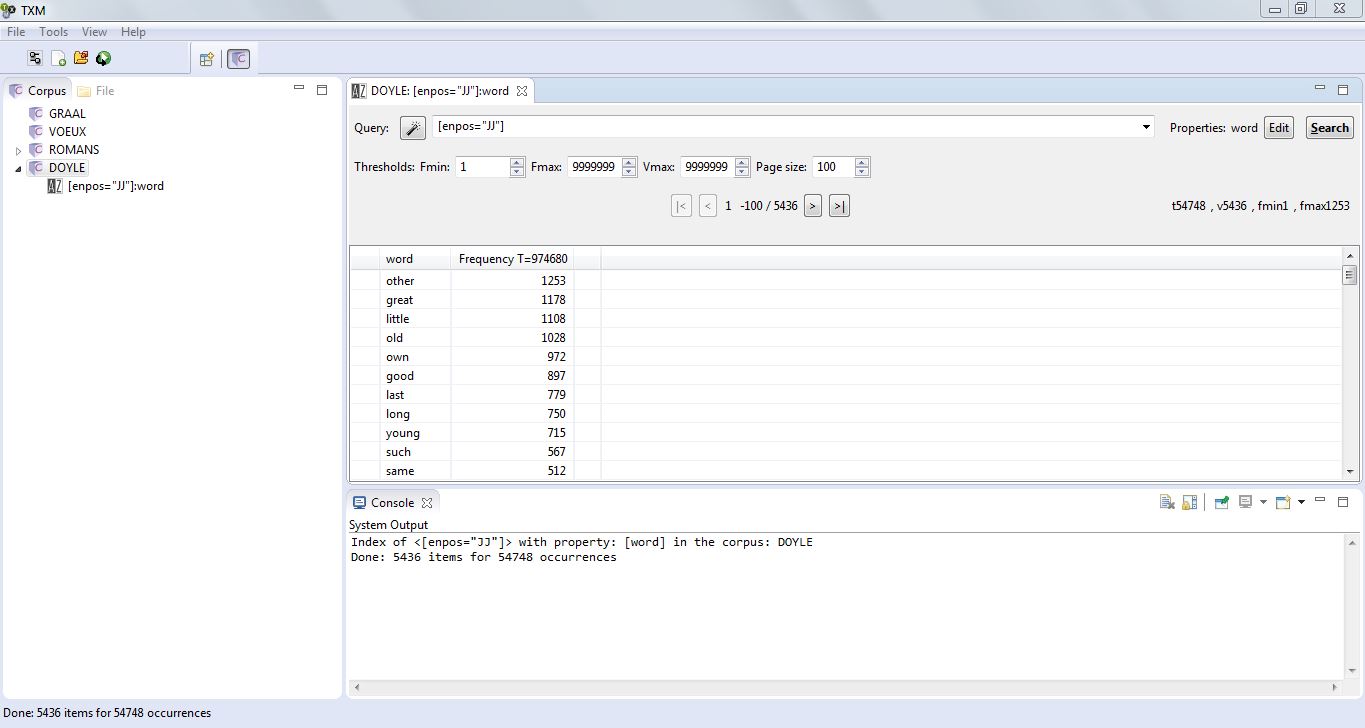 TXM
File Tools View Help
Corpus File
GRAAL
VOEUX
ROMANS
DOYLE
AZ [enpos="JJ"]:word
AZ DOYLE: [enpos="JJ"]:word
Query: [enpos="JJ"] Properties: word Edit Search
Thresholds: Fmin: 1 Fmax: 9999999 Vmax: 9999999 Page size: 100
|< < 1 -100 / 5436 > >| t54748 , v5436 , fmin1 , fmax1253
word Frequency T=974680
other 1253
great 1178
little 1108
old 1028
own 972
good 897
last 779
long 750
young 715
such 567
same 512
Console
System Output
Index of <[enpos="JJ"]> with property: [word] in the corpus: DOYLE
Done: 5436 items for 54748 occurrences
Done: 5436 items for 54748 occurrences